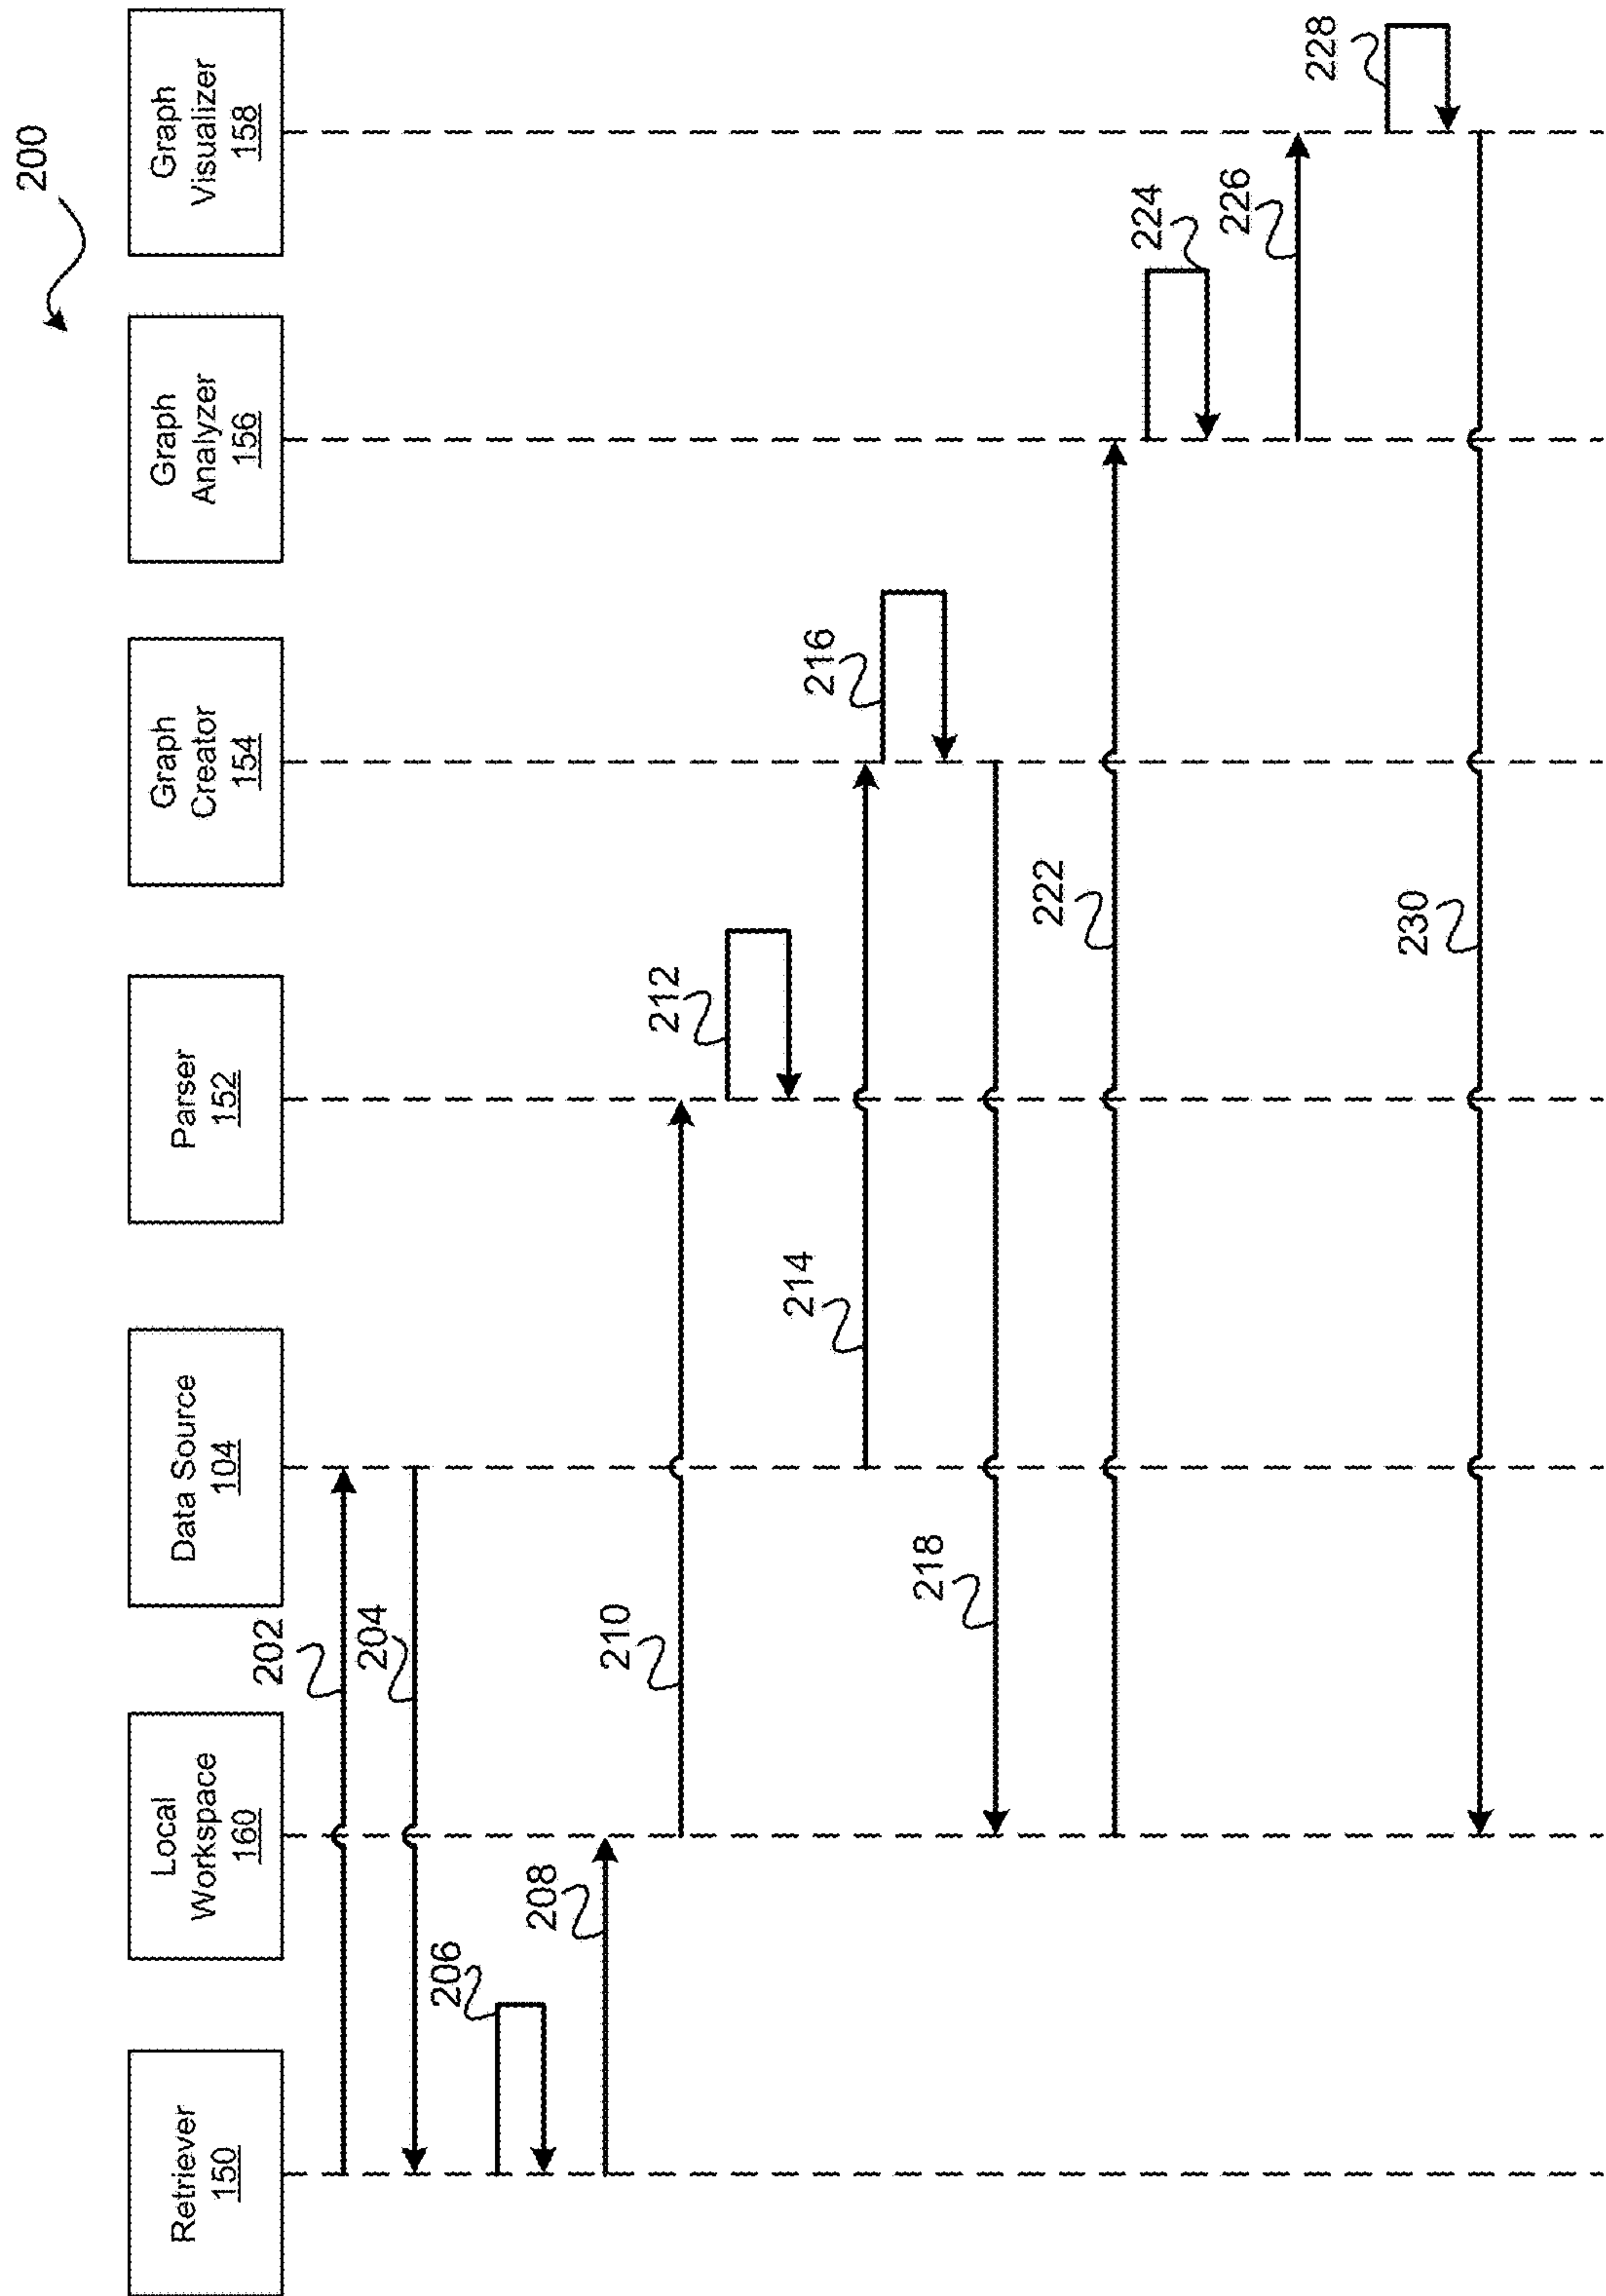 200
Retriever
150
Local
Workspace
160
Data Source
104
Parser
152
Graph
Creator
154
Graph
Analyzer
156
Graph
Visualizer
158
202
204
206
208
210
212
214
216
218
222
224
226
228
230